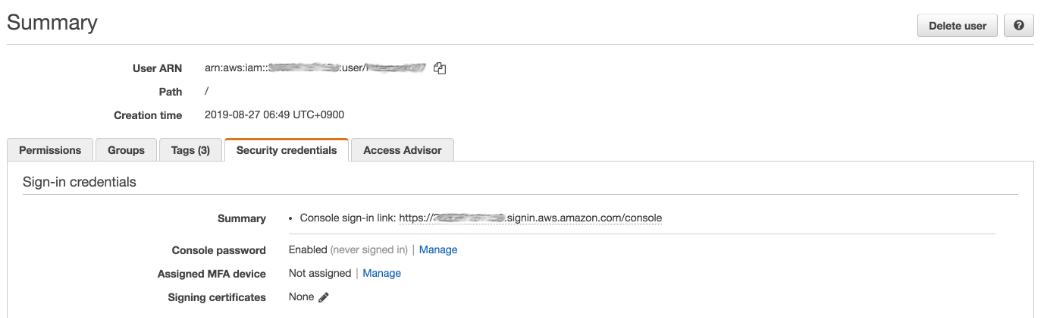 Summary
Delete user
?
User ARN arn:aws:iam:: :user/
Path /
Creation time 2019-08-27 06:49 UTC+0900
Permissions Groups Tags (3) Security credentials Access Advisor
Sign-in credentials
Summary • Console sign-in link: https:// .signin.aws.amazon.com/console
Console password Enabled (never signed in) | Manage
Assigned MFA device Not assigned | Manage
Signing certificates None